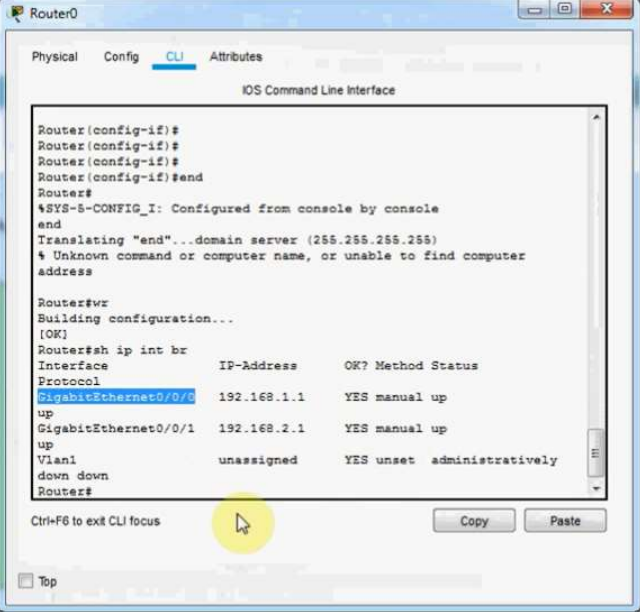 Router0
Physical Config CLI Attributes
IOS Command Line Interface
Router(config-if)#
Router(config-if)#
Router(config-if)#
Router(config-if)#end
Router#
%SYS-5-CONFIG_I: Configured from console by console
end
Translating "end"...domain server (255.255.255.255)
% Unknown command or computer name, or unable to find computer
address
Router#wr
Building configuration...
[OK]
Router#sh ip int br
Interface IP-Address OK? Method Status
Protocol
GigabitEthernet0/0/0 192.168.1.1 YES manual up
up
GigabitEthernet0/0/1 192.168.2.1 YES manual up
up
Vlan1 unassigned YES unset administratively
down down
Router#
Ctrl+F6 to exit CLI focus Copy Paste
Top